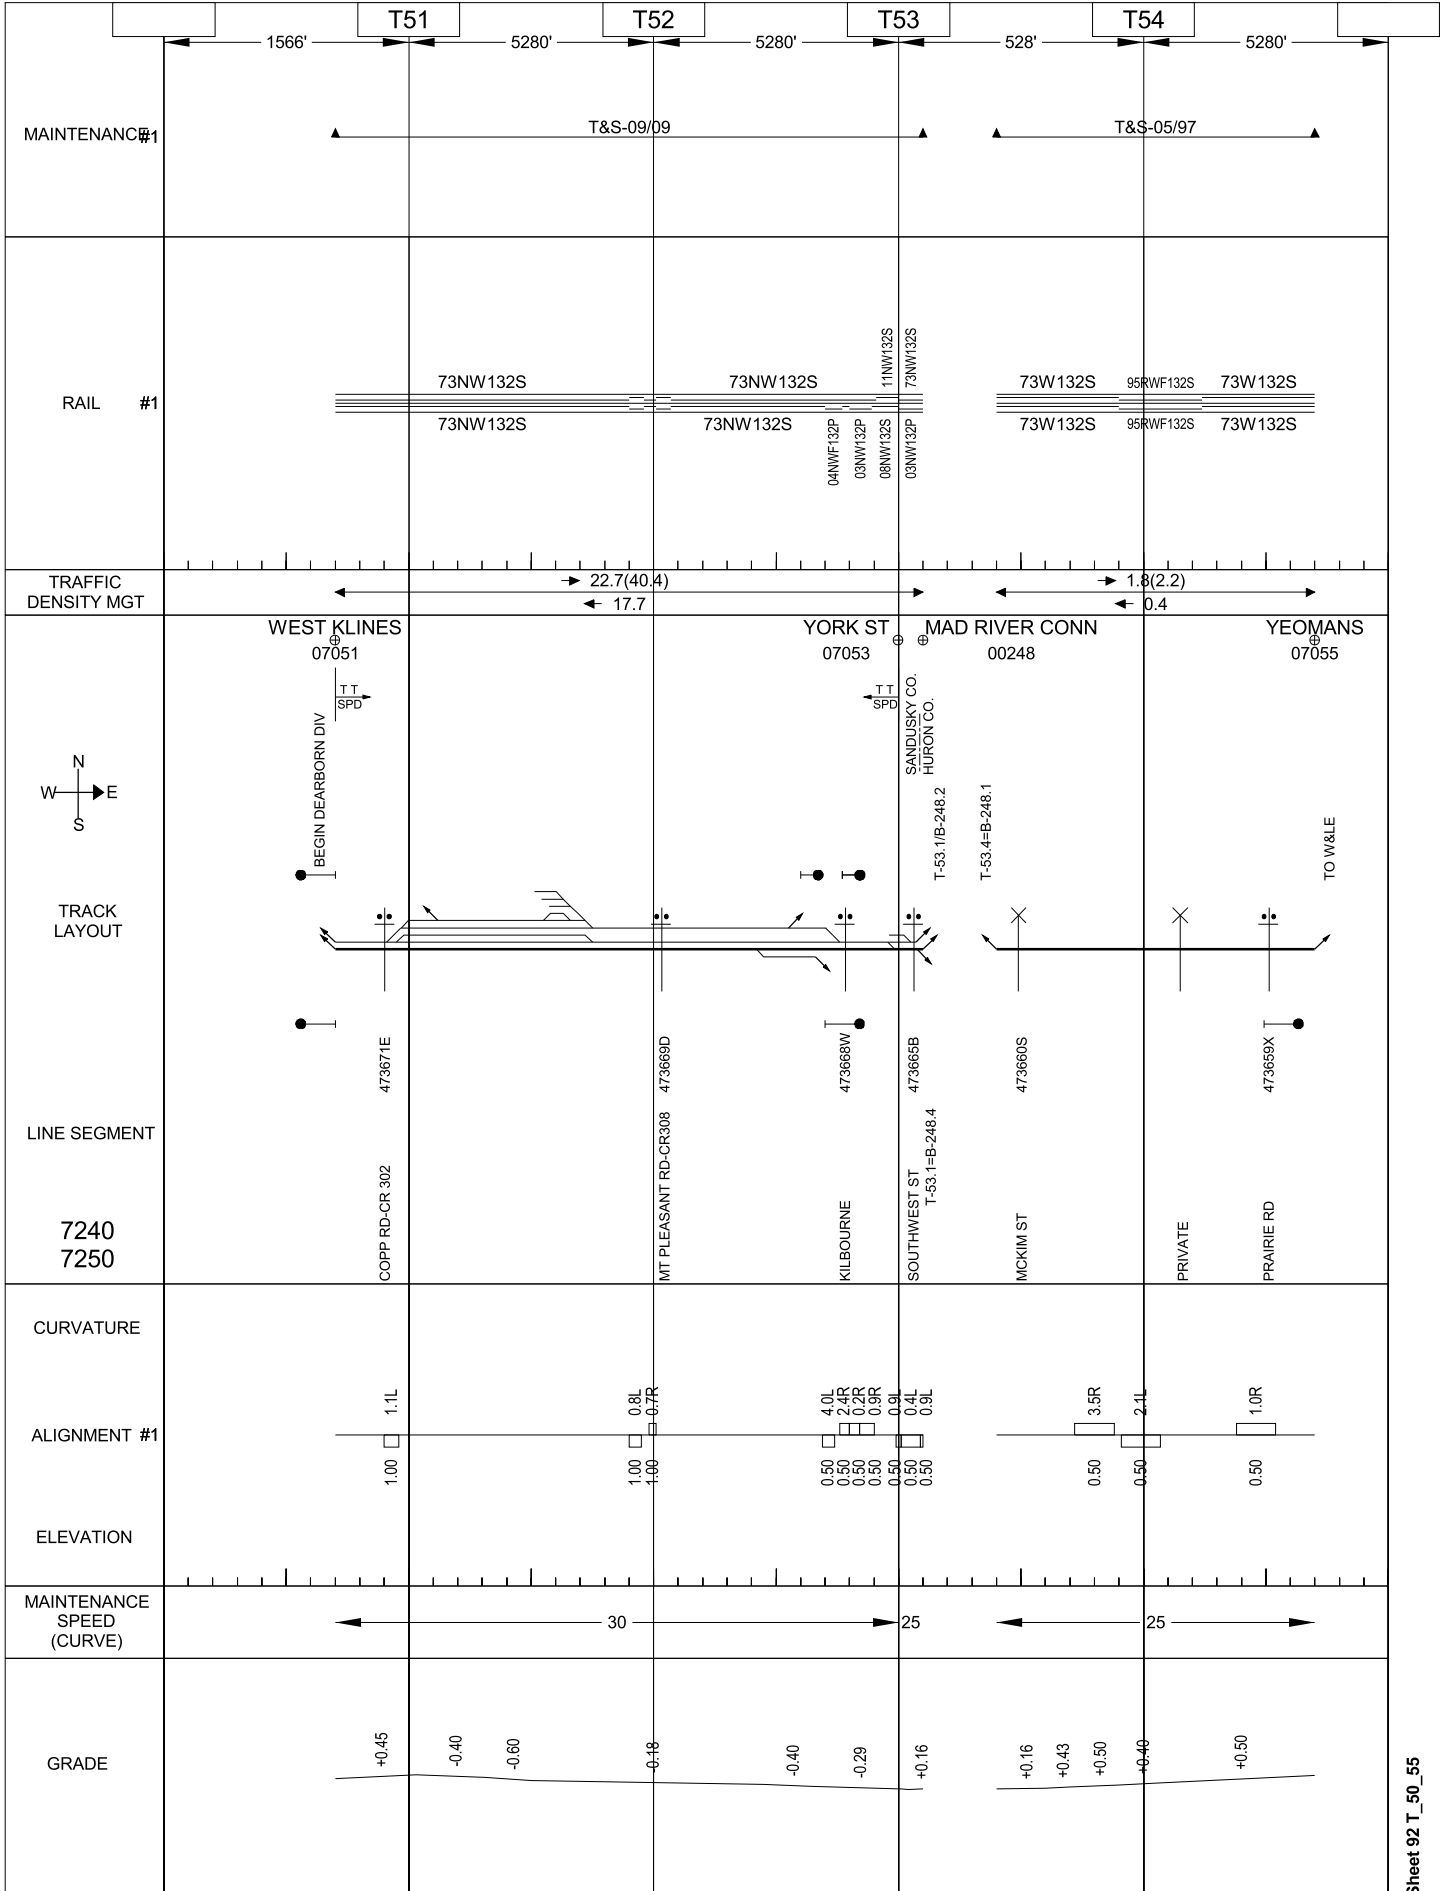 T51 T52 T53 T54
1566' 5280' 5280' 528' 5280'
MAINTENANCE #1
T&S-09/09 T&S-05/97
RAIL #1
11NW132S 73NW132S
73NW132S 73NW132S 73W132S 95RWF132S 73W132S
73NW132S 73NW132S 73W132S 95RWF132S 73W132S
04NWF132P 03NW132P 08NW132S 03NW132P
TRAFFIC
DENSITY MGT
22.7(40.4) 1.8(2.2)
17.7 0.4
WEST KLINES YORK ST MAD RIVER CONN YEOMANS
07051 07053 00248 07055
T T
SPD
T T
SPD
BEGIN DEARBORN DIV
SANDUSKY CO.
HURON CO.
T-53.1/B-248.2
T-53.4=B-248.1
TO W&LE
N
W E
S
TRACK
LAYOUT
473671E 473669D 473668W 473665B 473660S 473659X
LINE SEGMENT
7240
7250
COPP RD-CR 302
MT PLEASANT RD-CR308
KILBOURNE
SOUTHWEST ST
T-53.1=B-248.4
MCKIM ST
PRIVATE
PRAIRIE RD
CURVATURE
1.1L 0.8L 0.7R 4.0L 2.4R 0.2R 0.9R 0.9L 0.4L 0.9L 3.5R 2.1L 1.0R
ALIGNMENT #1
1.00 1.00 1.00 0.50 0.50 0.50 0.50 0.50 0.50 0.50 0.50 0.50 0.50
ELEVATION
MAINTENANCE
SPEED
(CURVE)
30 25 25
GRADE
+0.45 -0.40 -0.60 -0.18 -0.40 -0.29 +0.16 +0.16 +0.43 +0.50 +0.40 +0.50
Sheet 92 T_50_55